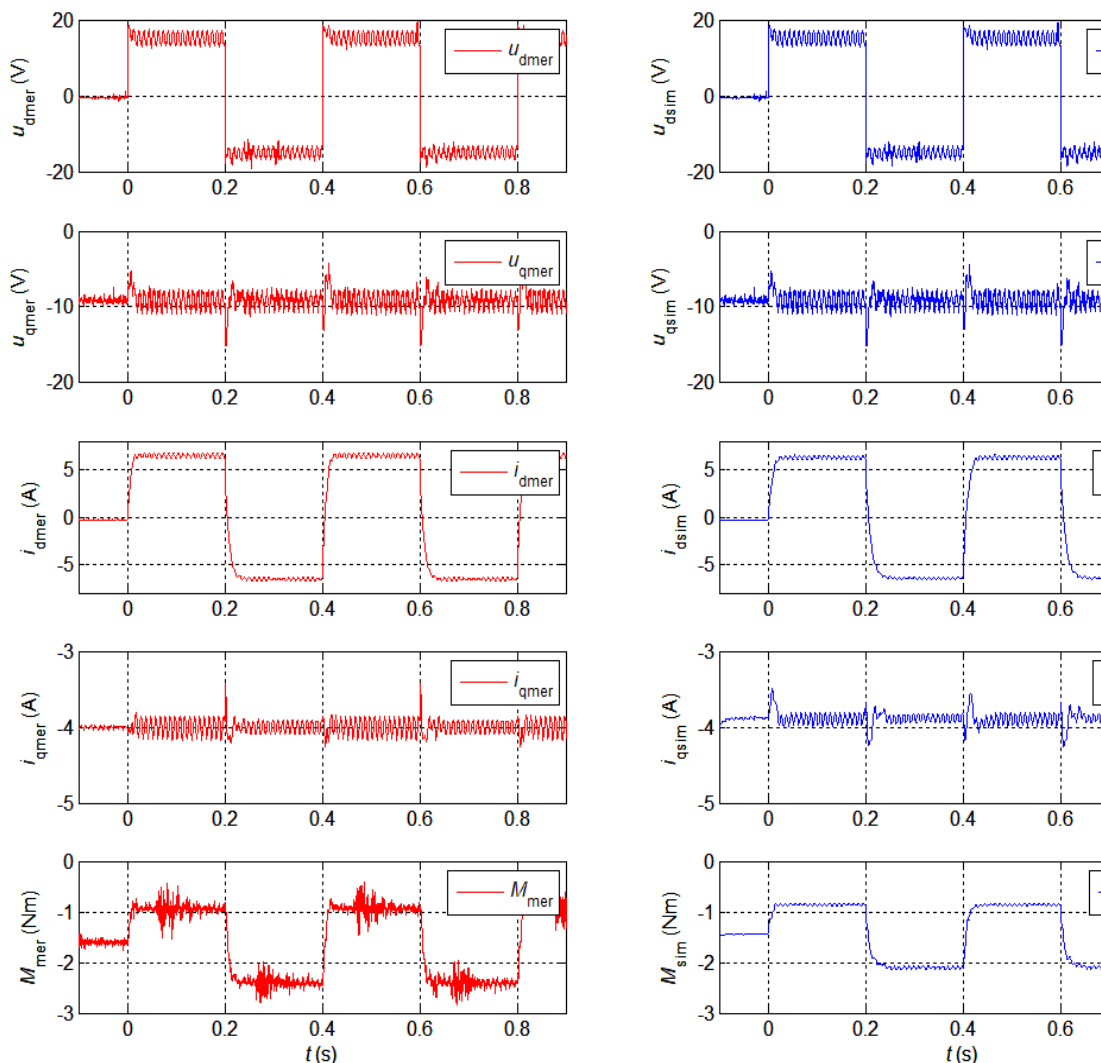 20
0
-20
u_dmer (V)
u_dmer
0 0.2 0.4 0.6 0.8
20
0
-20
u_dsim (V)
0 0.2 0.4 0.6
0
-10
-20
u_qmer (V)
u_qmer
0 0.2 0.4 0.6 0.8
0
-10
-20
u_qsim (V)
0 0.2 0.4 0.6
5
0
-5
i_dmer (A)
i_dmer
0 0.2 0.4 0.6 0.8
5
0
-5
i_dsim (A)
0 0.2 0.4 0.6
-3
-4
-5
i_qmer (A)
i_qmer
0 0.2 0.4 0.6 0.8
-3
-4
-5
i_qsim (A)
0 0.2 0.4 0.6
0
-1
-2
-3
M_mer (Nm)
M_mer
0 0.2 0.4 0.6 0.8
t (s)
0
-1
-2
-3
M_sim (Nm)
0 0.2 0.4 0.6
t (s)